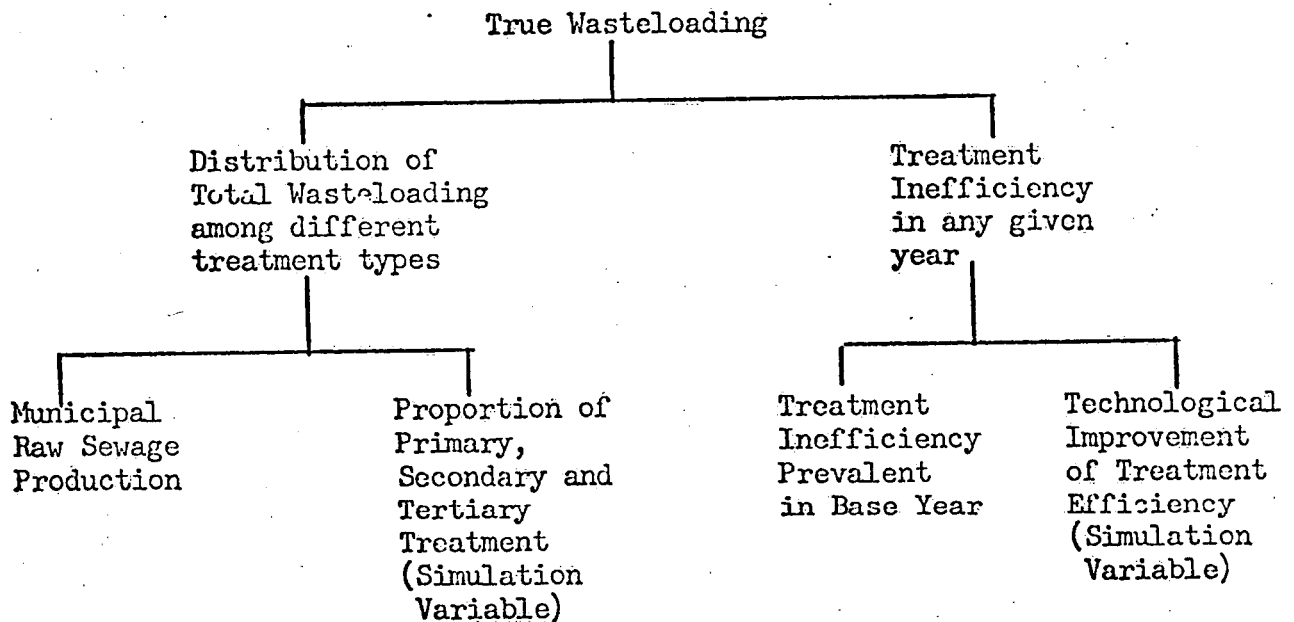 True Wasteloading
Distribution of
Total Wasteloading
among different
treatment types
Treatment
Inefficiency
in any given
year
Municipal
Raw Sewage
Production
Proportion of
Primary,
Secondary and
Tertiary
Treatment
(Simulation
Variable)
Treatment
Inefficiency
Prevalent
in Base Year
Technological
Improvement
of Treatment
Efficiency
(Simulation
Variable)